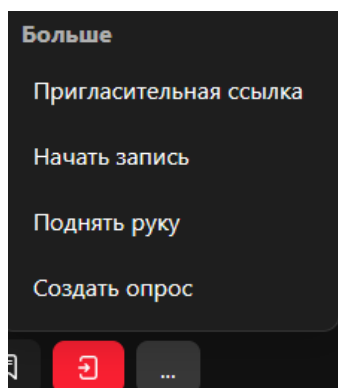 Больше
Пригласительная ссылка
Начать запись
Поднять руку
Создать опрос
...